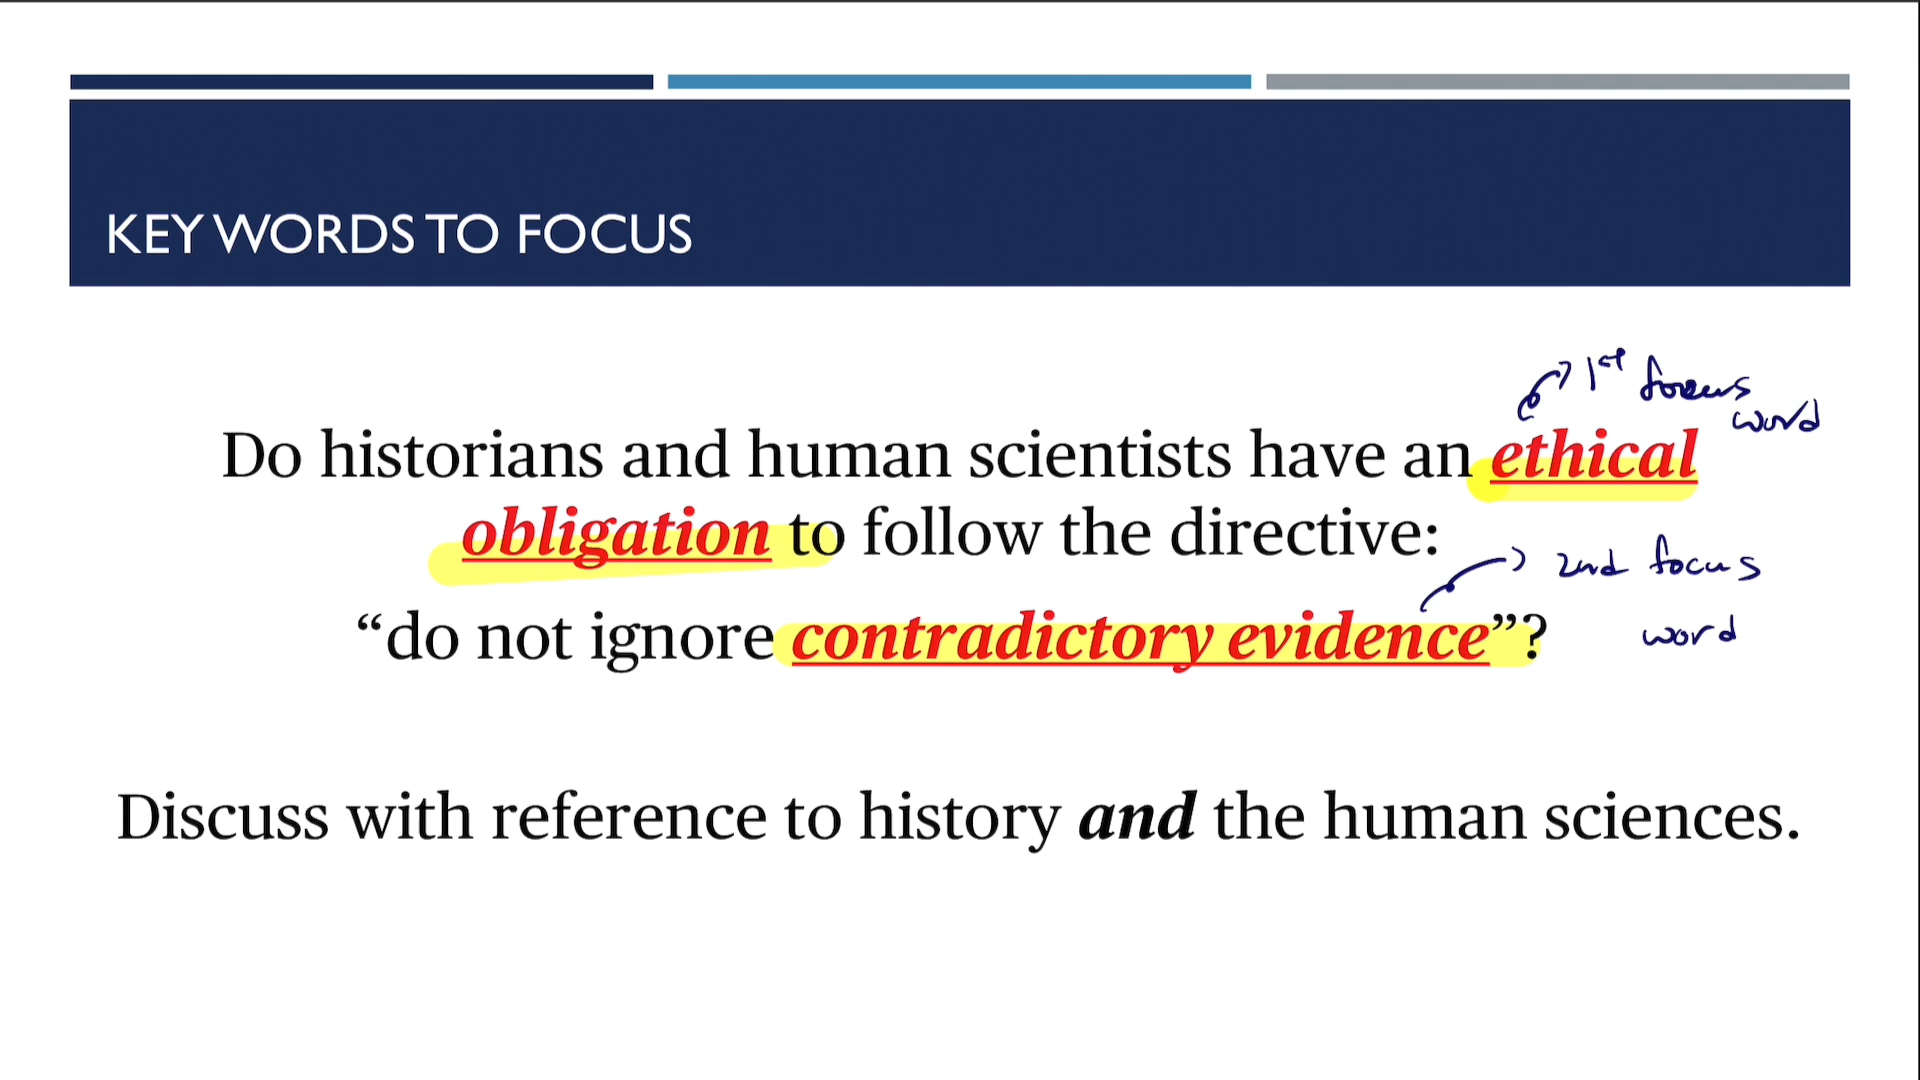 KEY WORDS TO FOCUS
1st focus
word
Do historians and human scientists have an ethical
obligation to follow the directive:
2nd focus
“do not ignore contradictory evidence”?
word
Discuss with reference to history and the human sciences.